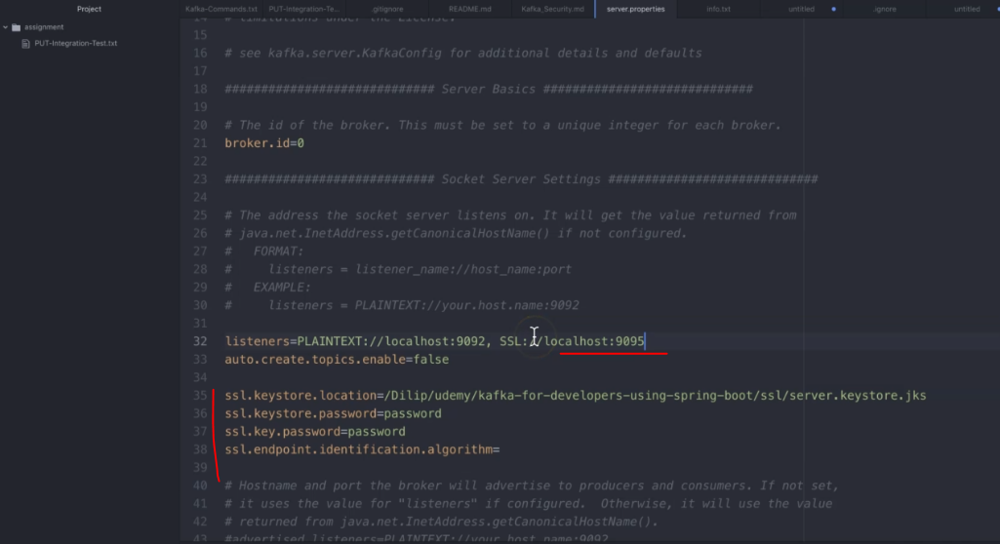 Project
Kafka-Commands.txt
PUT-Integration-Te...
.gitignore
README.md
Kafka_Security.md
server.properties
info.txt
untitled
.ignore
untitled
assignment
PUT-Integration-Test.txt
14 # limitations under the License.
15
16 # see kafka.server.KafkaConfig for additional details and defaults
17
18 ############################# Server Basics #############################
19
20 # The id of the broker. This must be set to a unique integer for each broker.
21 broker.id=0
22
23 ############################# Socket Server Settings #############################
24
25 # The address the socket server listens on. It will get the value returned from
26 # java.net.InetAddress.getCanonicalHostName() if not configured.
27 #   FORMAT:
28 #     listeners = listener_name://host_name:port
29 #   EXAMPLE:
30 #     listeners = PLAINTEXT://your.host.name:9092
31
32 listeners=PLAINTEXT://localhost:9092, SSL://localhost:9095
33 auto.create.topics.enable=false
34
35 ssl.keystore.location=/Dilip/udemy/kafka-for-developers-using-spring-boot/ssl/server.keystore.jks
36 ssl.keystore.password=password
37 ssl.key.password=password
38 ssl.endpoint.identification.algorithm=
39
40 # Hostname and port the broker will advertise to producers and consumers. If not set,
41 # it uses the value for "listeners" if configured.  Otherwise, it will use the value
42 # returned from java.net.InetAddress.getCanonicalHostName().
43 #advertised.listeners=PLAINTEXT://your.host.name:9092